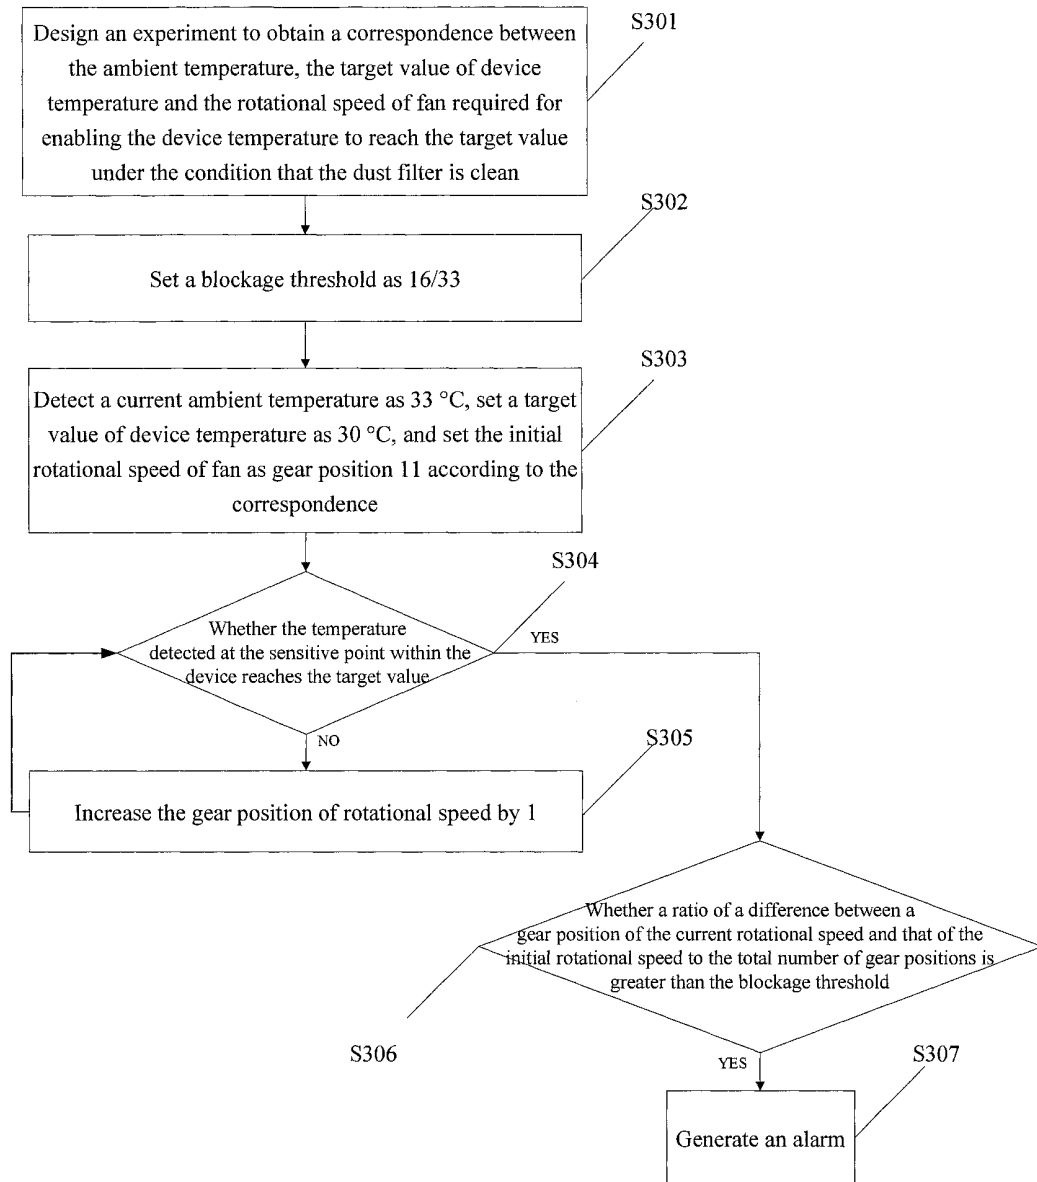 S301
Design an experiment to obtain a correspondence between
the ambient temperature, the target value of device
temperature and the rotational speed of fan required for
enabling the device temperature to reach the target value
under the condition that the dust filter is clean
S302
Set a blockage threshold as 16/33
S303
Detect a current ambient temperature as 33 °C, set a target
value of device temperature as 30 °C, and set the initial
rotational speed of fan as gear position 11 according to the
correspondence
S304
Whether the temperature
detected at the sensitive point within the
device reaches the target value
YES
NO
S305
Increase the gear position of rotational speed by 1
Whether a ratio of a difference between a
gear position of the current rotational speed and that of the
initial rotational speed to the total number of gear positions is
greater than the blockage threshold
S306
YES
S307
Generate an alarm